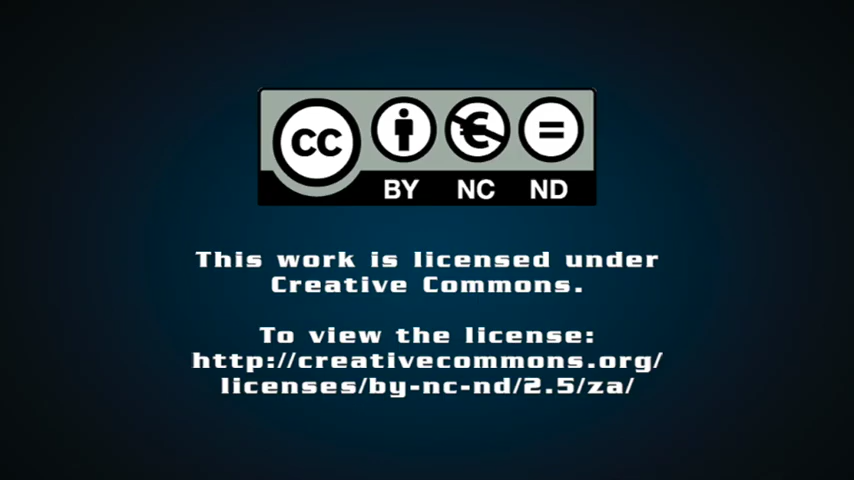 CC
BY NC ND
This work is licensed under
Creative Commons.
To view the license:
http://creativecommons.org/
licenses/by-nc-nd/2.5/za/